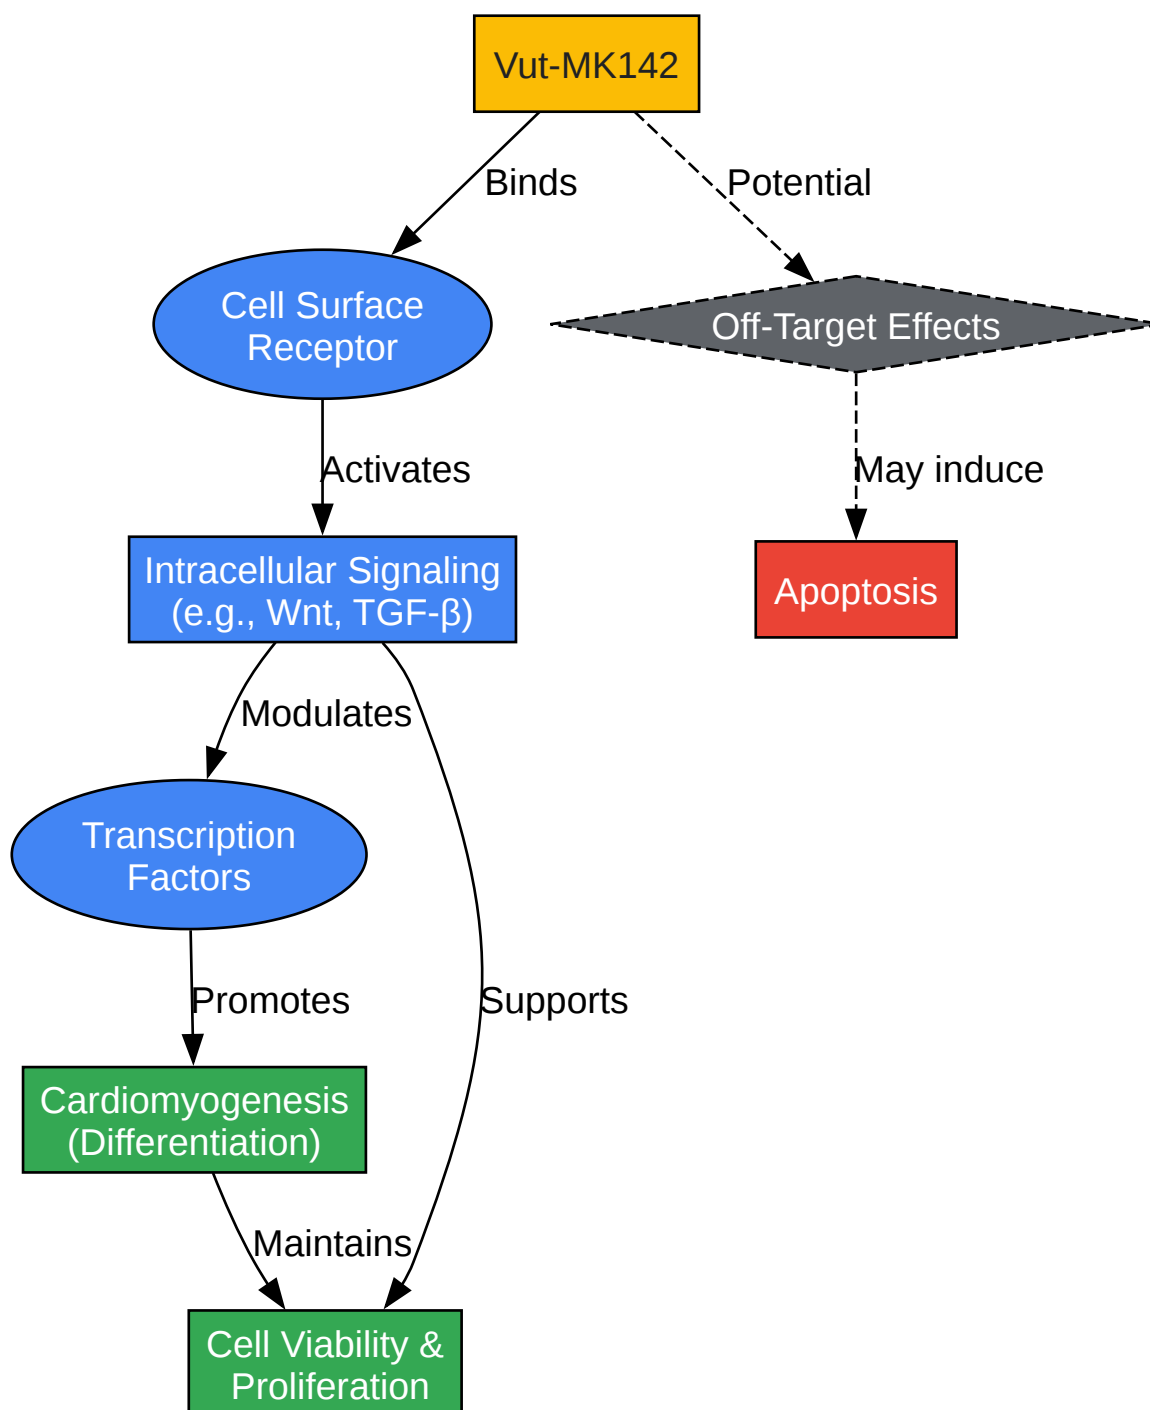 Vut-MK142
Binds
Potential
Cell Surface
Receptor
Off-Target Effects
Activates
May induce
Intracellular Signaling
(e.g., Wnt, TGF-β)
Apoptosis
Modulates
Transcription
Factors
Promotes
Supports
Cardiomyogenesis
(Differentiation)
Maintains
Cell Viability &
Proliferation